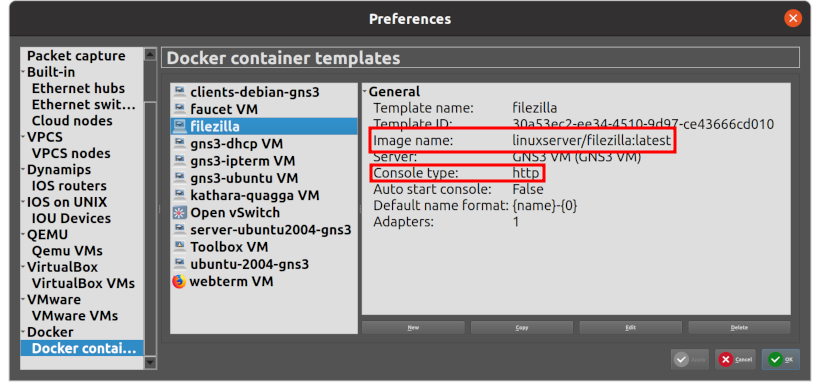 Preferences
Packet capture
Built-in
Ethernet hubs
Ethernet swit...
Cloud nodes
VPCS
VPCS nodes
Dynamips
IOS routers
IOS on UNIX
IOU Devices
QEMU
Qemu VMs
VirtualBox
VirtualBox VMs
VMware
VMware VMs
Docker
Docker contai...
Docker container templates
clients-debian-gns3
faucet VM
filezilla
gns3-dhcp VM
gns3-ipterm VM
gns3-ubuntu VM
kathara-quagga VM
Open vSwitch
server-ubuntu2004-gns3
Toolbox VM
ubuntu-2004-gns3
webterm VM
General
Template name: filezilla
Template ID: 30a53ec2-ee34-4510-9d97-ce43666cd010
Image name: linuxserver/filezilla:latest
Server: GNS3 VM (GNS3 VM)
Console type: http
Auto start console: False
Default name format: {name}-{0}
Adapters: 1
New Copy Edit Delete
Apply Cancel OK